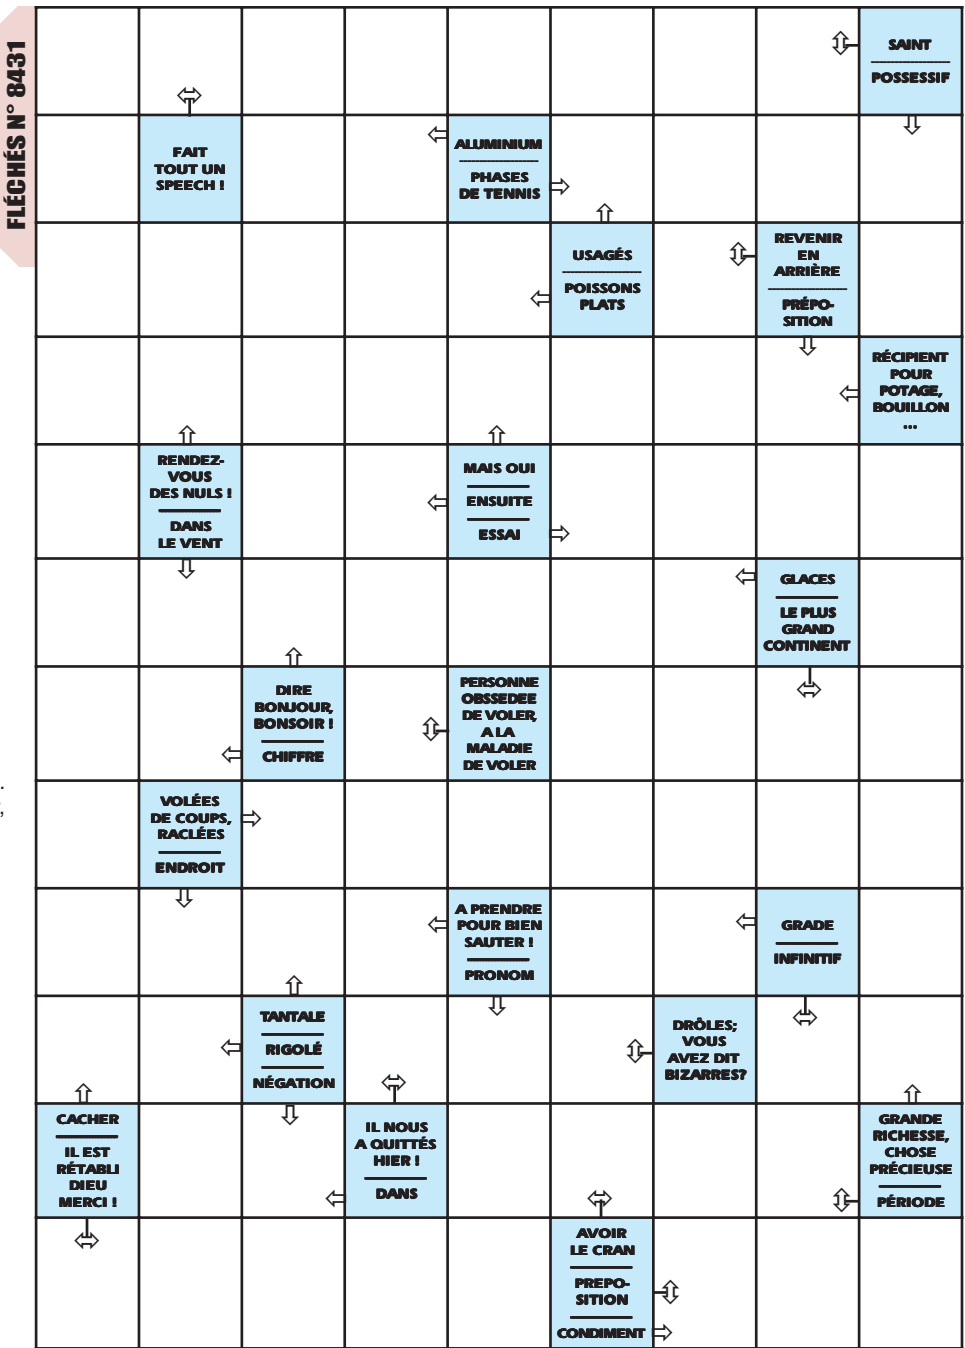 FLÉCHÉS N° 8431
SAINT
POSSESSIF
FAIT
TOUT UN
SPEECH !
ALUMINIUM
PHASES
DE TENNIS
USAGÉS
POISSONS
PLATS
REVENIR
EN
ARRIÈRE
PRÉPO-
SITION
RÉCIPIENT
POUR
POTAGE,
BOUILLON
...
RENDEZ-
VOUS
DES NULS !
DANS
LE VENT
MAIS OUI
ENSUITE
ESSAI
GLACES
LE PLUS
GRAND
CONTINENT
DIRE
BONJOUR,
BONSOIR !
CHIFFRE
PERSONNE
OBSSEDEE
DE VOLER,
A LA
MALADIE
DE VOLER
VOLÉES
DE COUPS,
RACLÉES
ENDROIT
A PRENDRE
POUR BIEN
SAUTER !
PRONOM
GRADE
INFINITIF
TANTALE
RIGOLÉ
NÉGATION
DRÔLES;
VOUS
AVEZ DIT
BIZARRES?
CACHER
IL EST
RÉTABLI
DIEU
MERCI !
IL NOUS
A QUITTÉS
HIER !
DANS
GRANDE
RICHESSE,
CHOSE
PRÉCIEUSE
PÉRIODE
AVOIR
LE CRAN
PREPO-
SITION
CONDIMENT